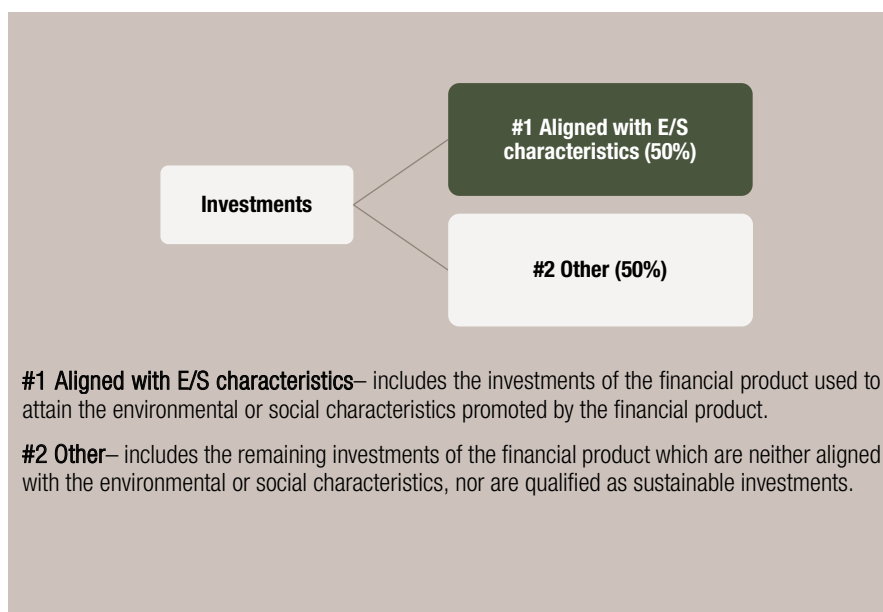 #1 Aligned with E/S
characteristics (50%)
Investments
#2 Other (50%)
#1 Aligned with E/S characteristics– includes the investments of the financial product used to
attain the environmental or social characteristics promoted by the financial product.
#2 Other– includes the remaining investments of the financial product which are neither aligned
with the environmental or social characteristics, nor are qualified as sustainable investments.